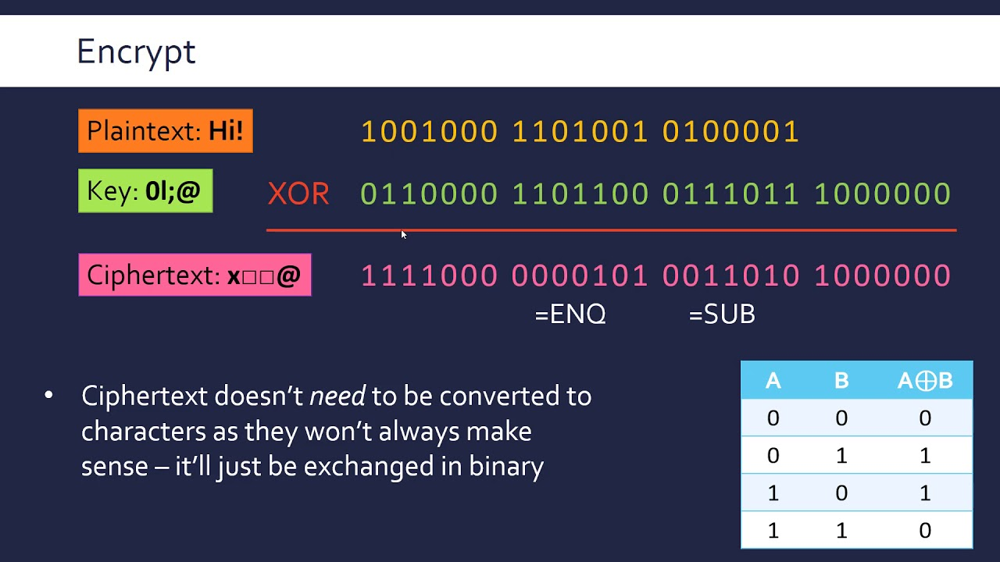 Encrypt
Plaintext: Hi!
1001000 1101001 0100001
Key: 0l;@
XOR 0110000 1101100 0111011 1000000
Ciphertext: x□□@
1111000 0000101 0011010 1000000
=ENQ =SUB
• Ciphertext doesn’t need to be converted to
characters as they won’t always make
sense – it’ll just be exchanged in binary
A B A⊕B
0 0 0
0 1 1
1 0 1
1 1 0